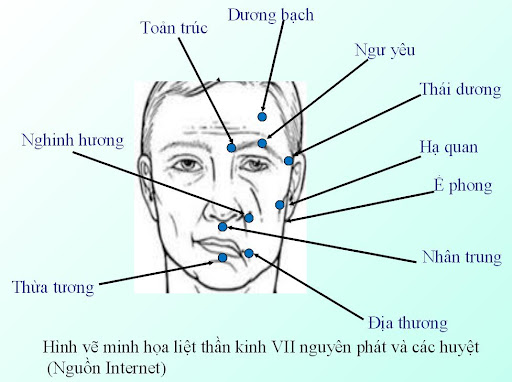 Dương bạch
Toản trúc
Ngư yêu
Thái dương
Nghinh hương
Hạ quan
Ế phong
Nhân trung
Thừa tương
Địa thương
Hình vẽ minh họa liệt thần kinh VII nguyên phát và các huyệt
(Nguồn Internet)